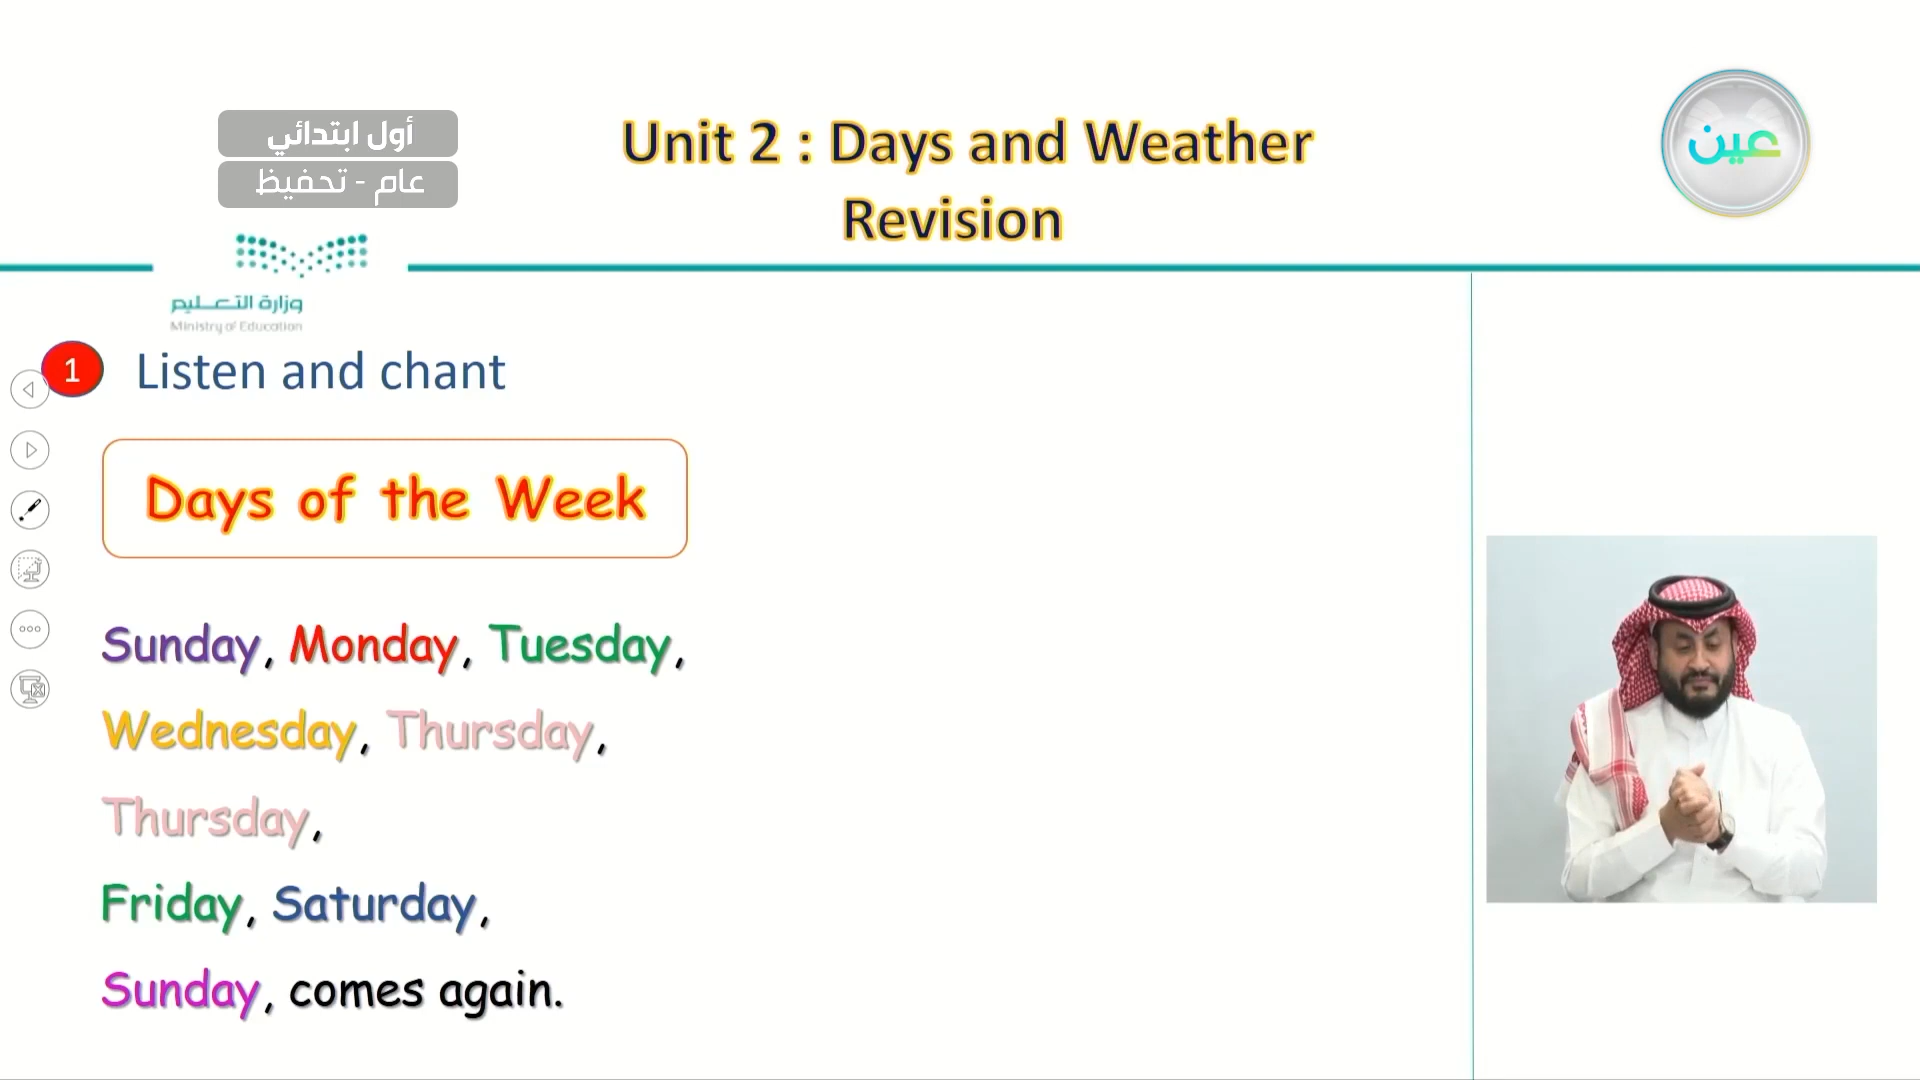 أول ابتدائي
عام - تحفيظ
Unit 2 : Days and Weather
Revision
عين
وزارة التعليم
Ministry of Education
1 Listen and chant
Days of the Week
Sunday, Monday, Tuesday,
Wednesday, Thursday,
Thursday,
Friday, Saturday,
Sunday, comes again.